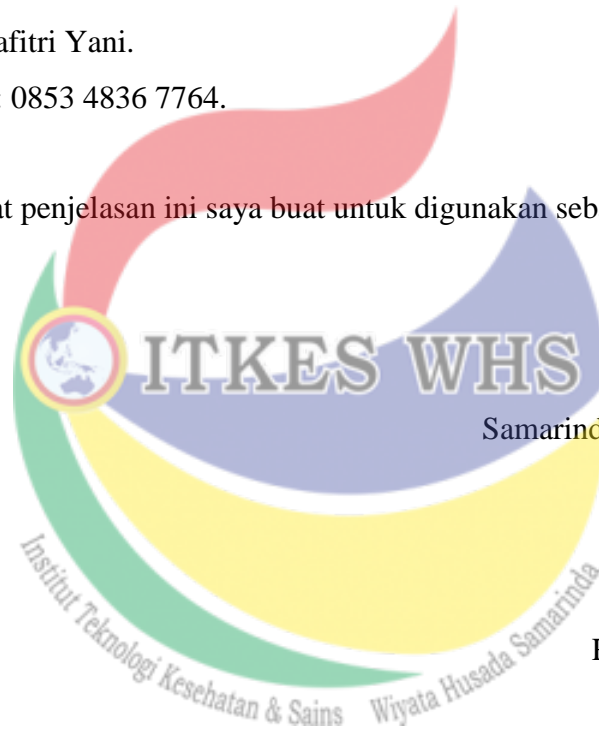 afitri Yani.
: 0853 4836 7764.
at penjelasan ini saya buat untuk digunakan seb
ITKES WHS
Samarind
Institut Teknologi Kesehatan & Sains Wiyata Husada Samarinda